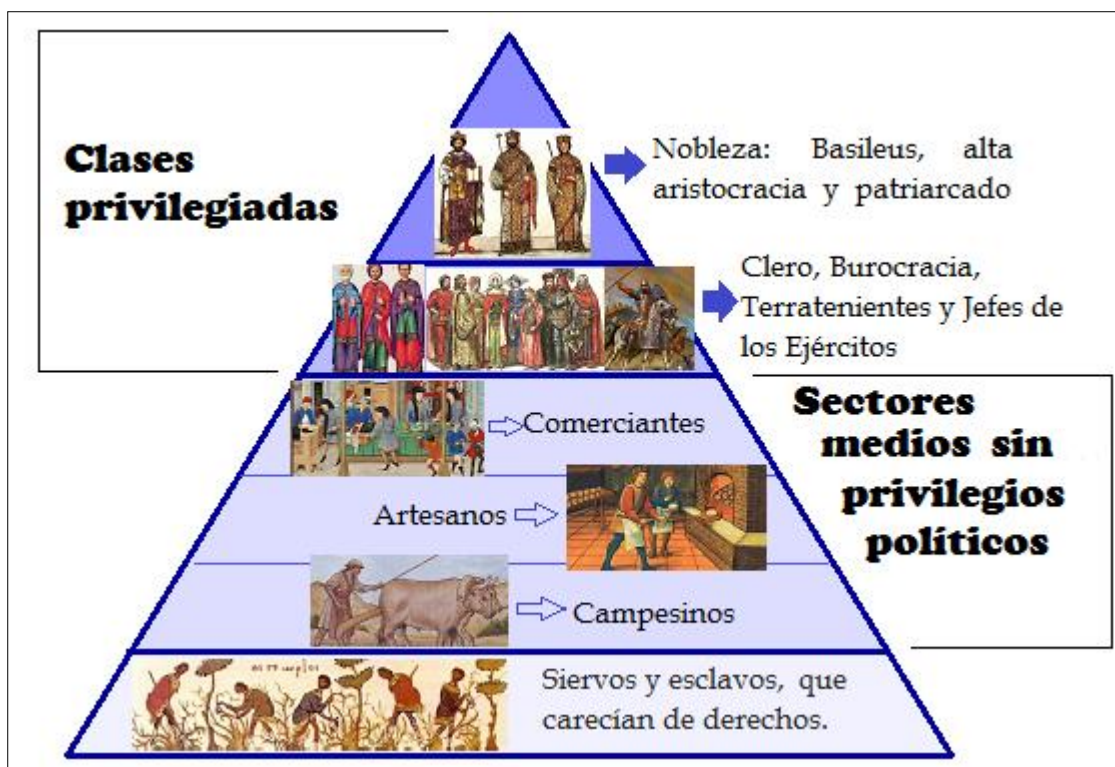 Clases
privilegiadas
Nobleza: Basileus, alta
aristocracia y patriarcado
Clero, Burocracia,
Terratenientes y Jefes de
los Ejércitos
Sectores
medios sin
privilegios
políticos
Comerciantes
Artesanos
Campesinos
Siervos y esclavos, que
carecían de derechos.